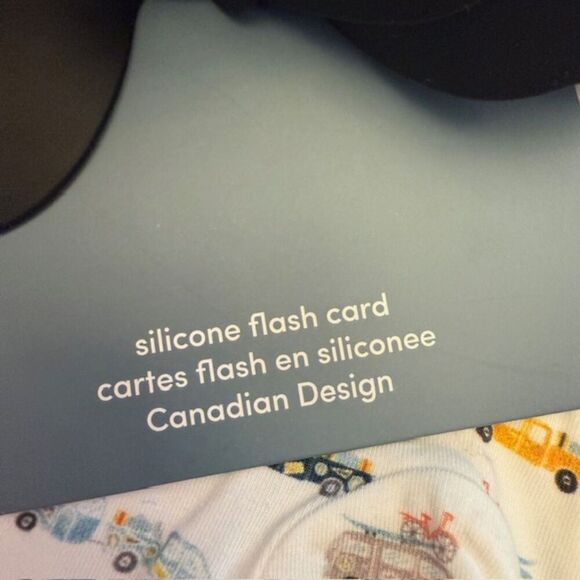 silicone flash card
cartes flash en siliconee
Canadian Design